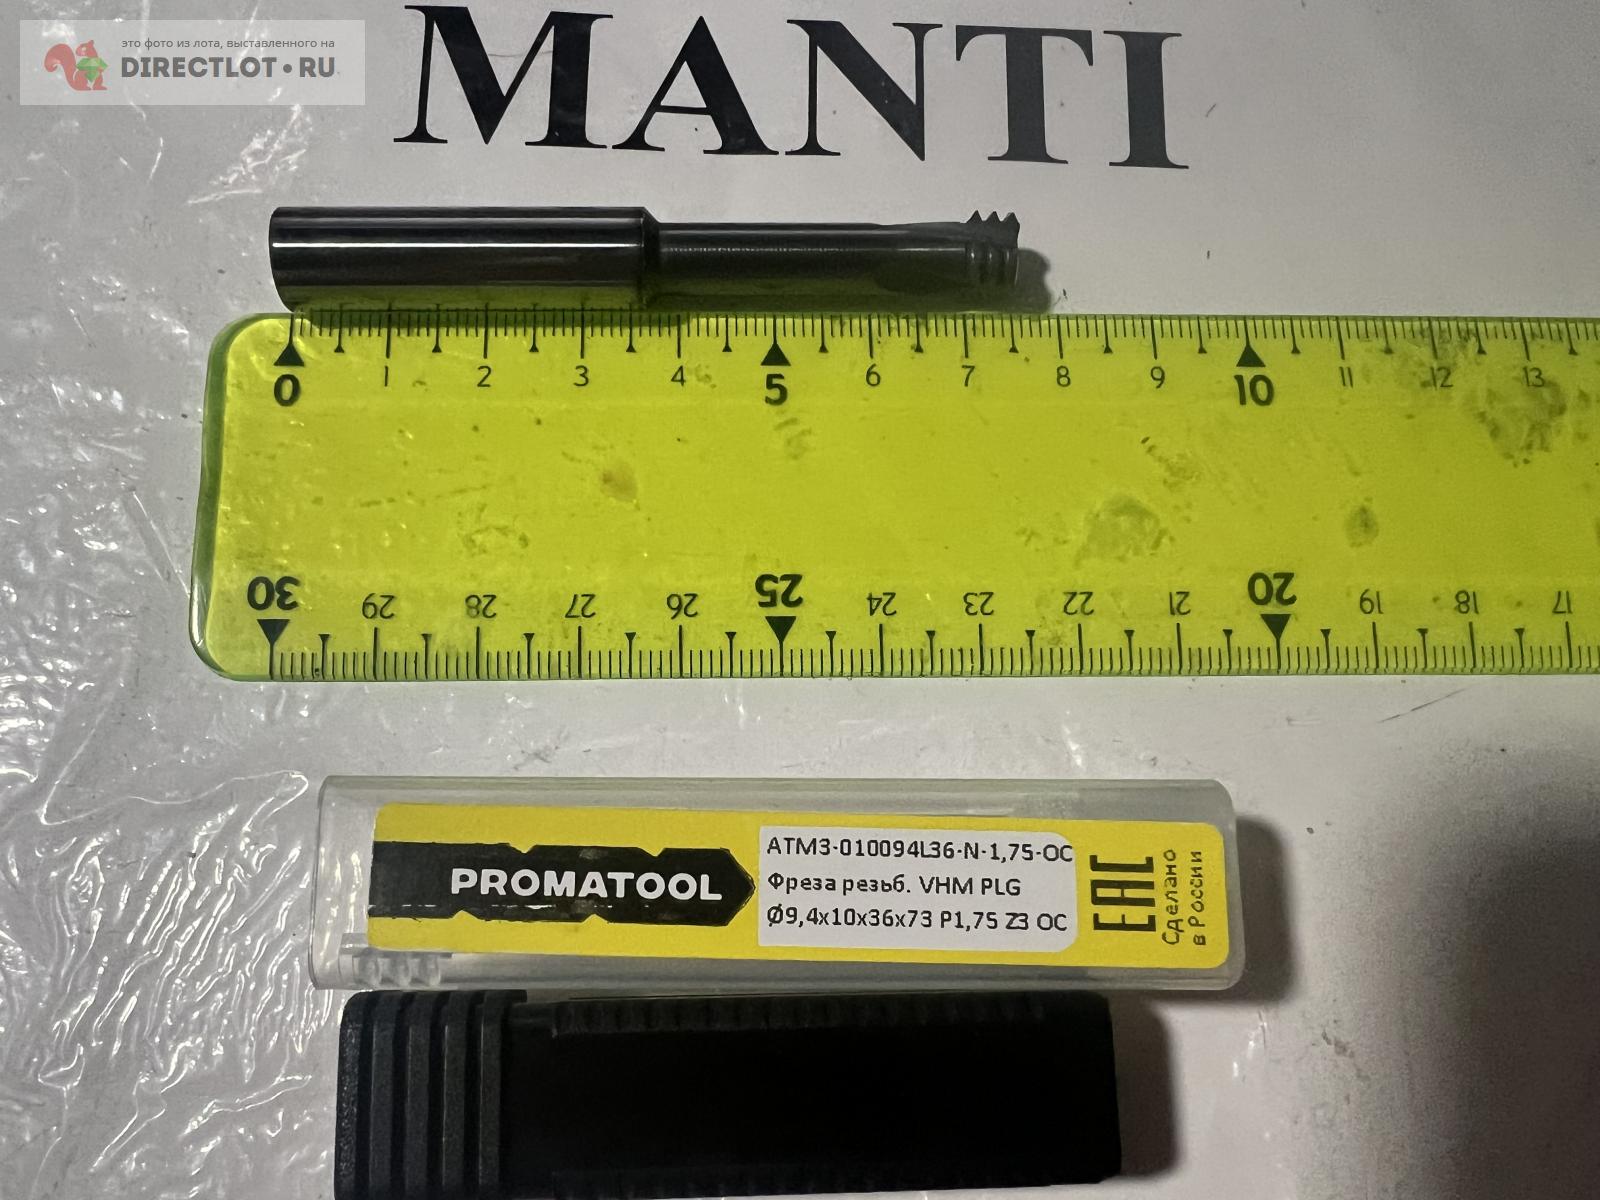 это фото из лота, выставленного на
DIRECTLOT•RU
MANTI
0 1 2 3 4 5 6 7 8 9 10 11 12 13
30 29 28 27 26 25 24 23 22 21 20 19 18 17
PROMATOOL
ATM3-010094L36-N-1,75-OC
Фреза резьб. VHM PLG
Ø9,4x10x36x73 P1,75 Z3 OC
EAC
Сделано
в России